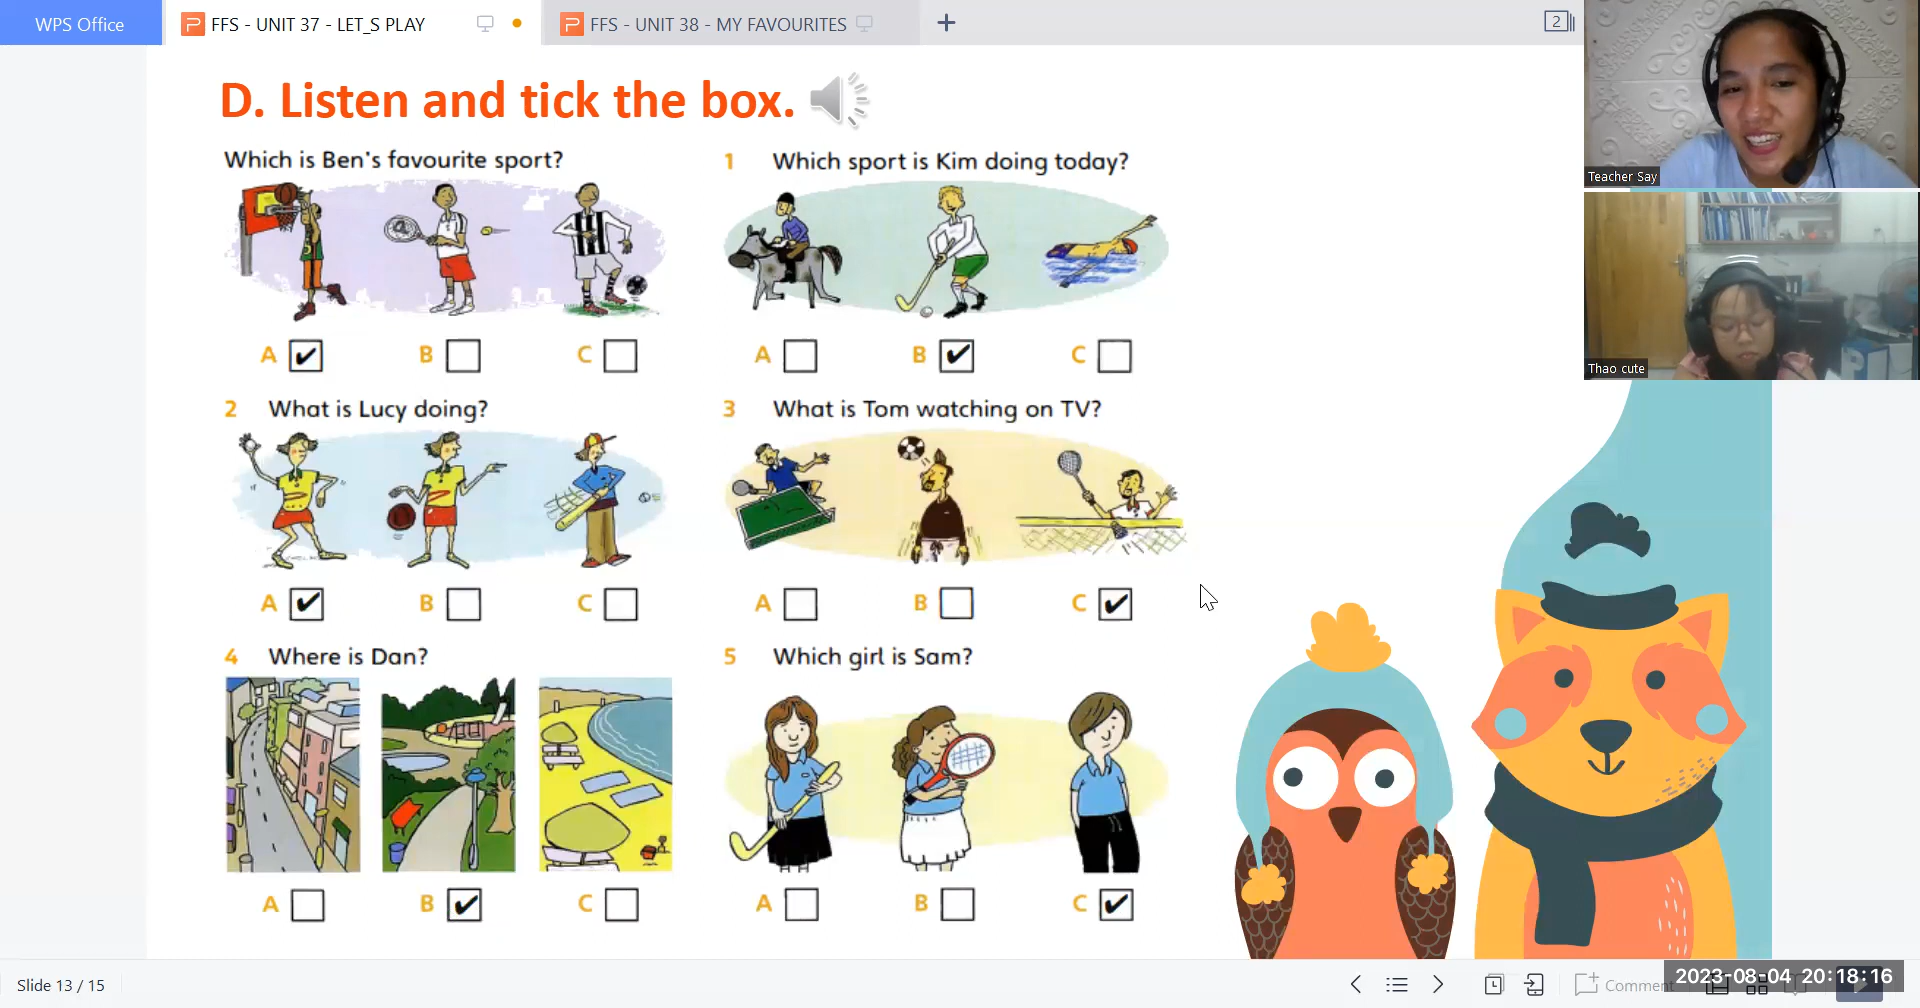 WPS Office
FFS - UNIT 37 - LET_S PLAY
FFS - UNIT 38 - MY FAVOURITES
2
D. Listen and tick the box.
Which is Ben's favourite sport?
A B C
1 Which sport is Kim doing today?
A B C
2 What is Lucy doing?
A B C
3 What is Tom watching on TV?
A B C
4 Where is Dan?
A B C
5 Which girl is Sam?
A B C
Teacher Say
Thao cute
Slide 13 / 15
Comment
2023-08-04 20:18:16